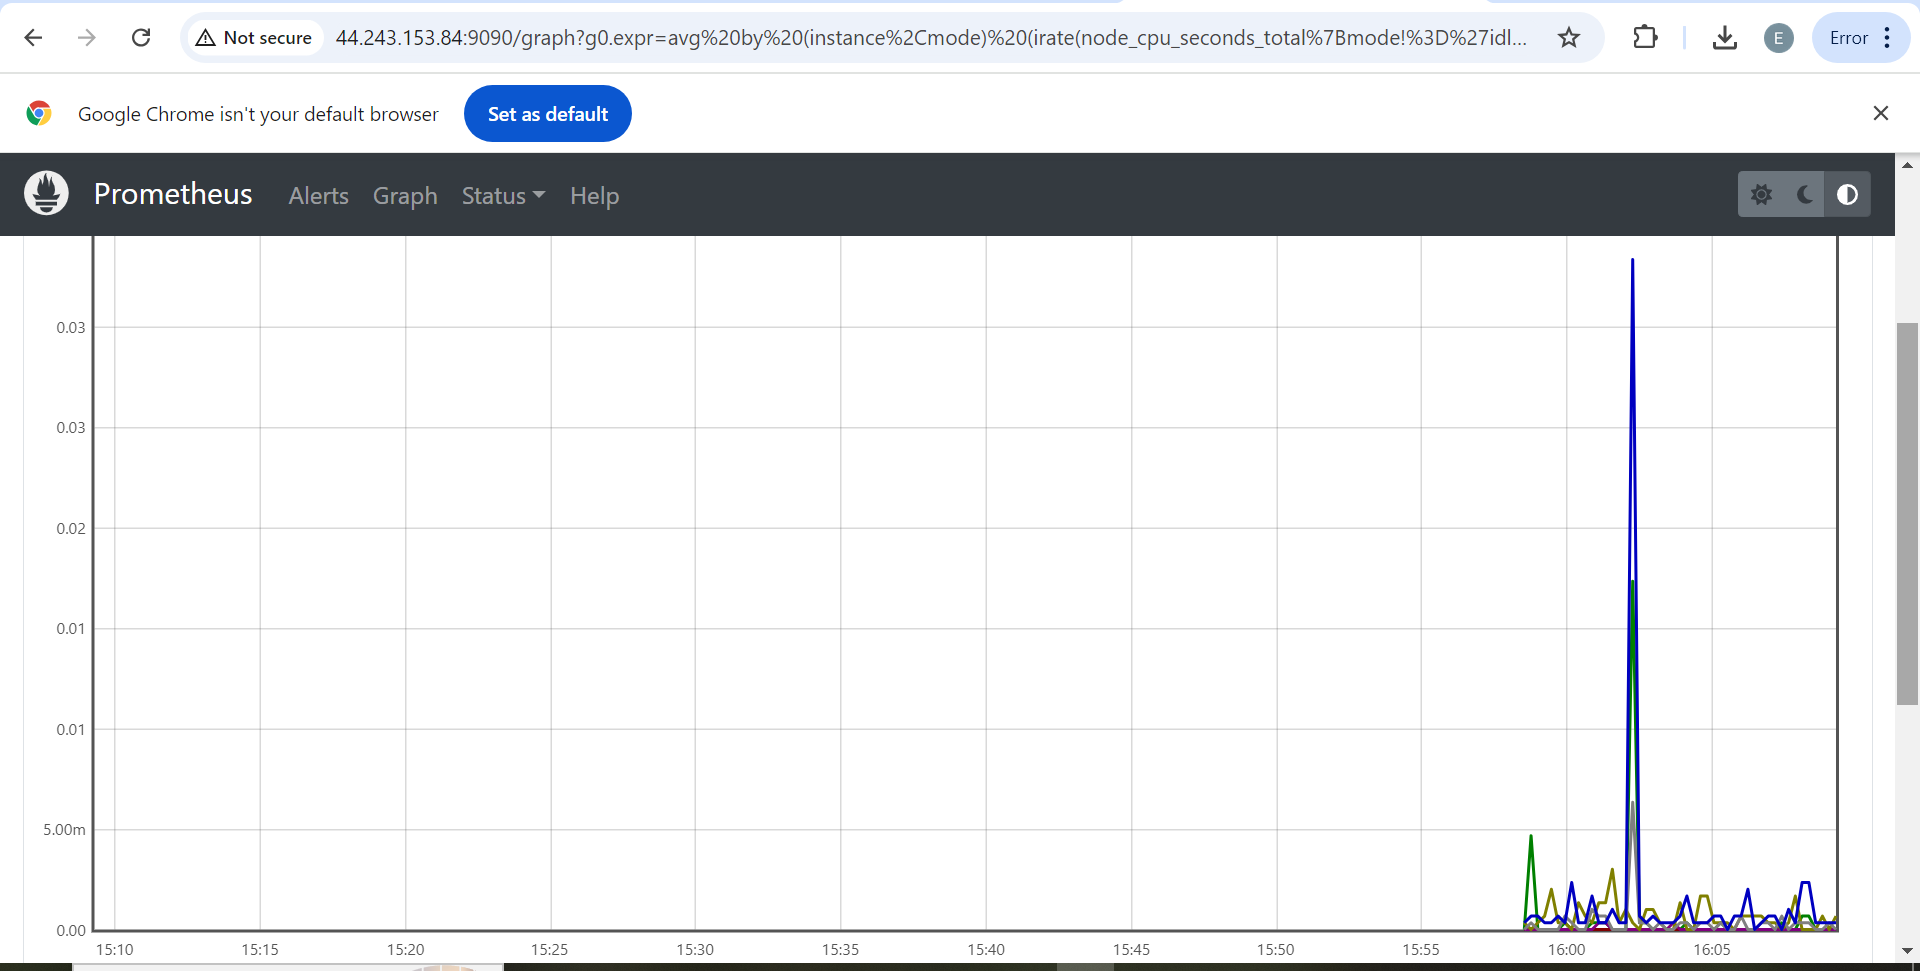 Not secure
44.243.153.84:9090/graph?g0.expr=avg%20by%20(instance%2Cmode)%20(irate(node_cpu_seconds_total%7Bmode!%3D%27idl...
E
Error
Google Chrome isn't your default browser
Set as default
Prometheus
Alerts
Graph
Status
Help
0.03
0.03
0.02
0.01
0.01
5.00m
0.00
15:10
15:15
15:20
15:25
15:30
15:35
15:40
15:45
15:50
15:55
16:00
16:05